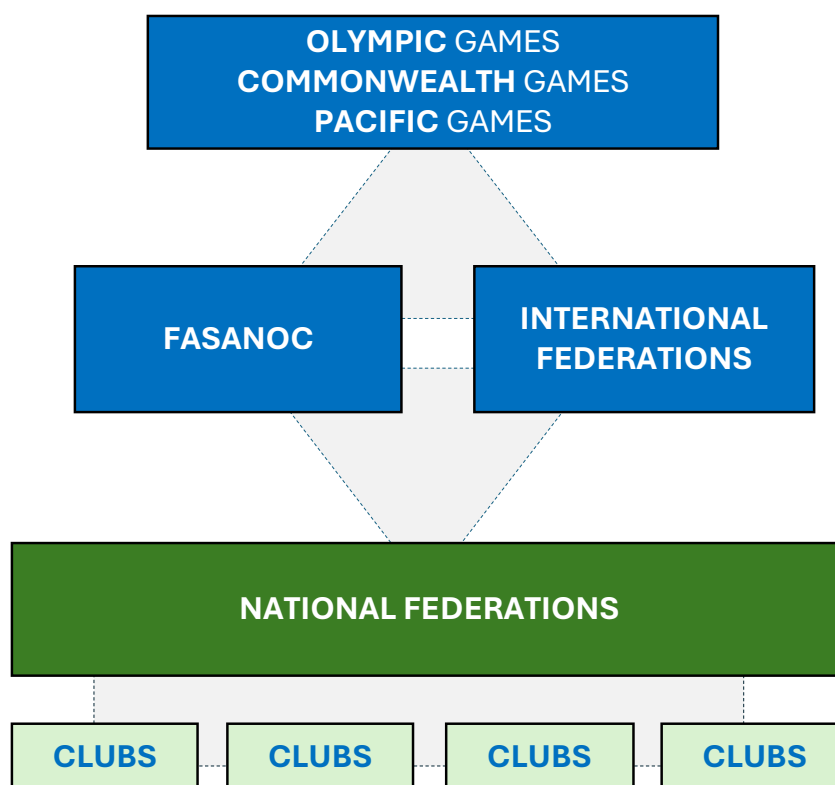 OLYMPIC GAMES
COMMONWEALTH GAMES
PACIFIC GAMES
FASANOC
INTERNATIONAL
FEDERATIONS
NATIONAL FEDERATIONS
CLUBS
CLUBS
CLUBS
CLUBS